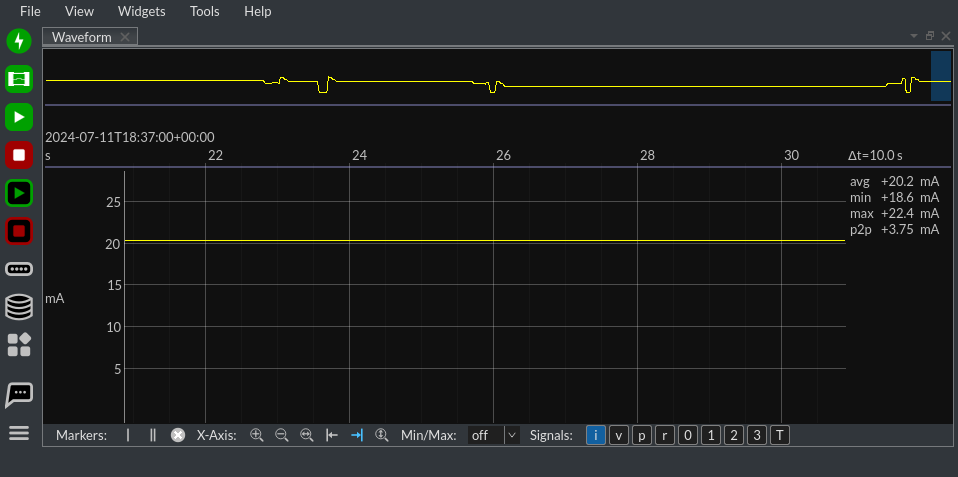 File View Widgets Tools Help
Waveform
2024-07-11T18:37:00+00:00
s 22 24 26 28 30 Δt=10.0 s
avg +20.2 mA
min +18.6 mA
max +22.4 mA
p2p +3.75 mA
25
20
15
mA
10
5
Markers: X-Axis: Min/Max: off Signals: i v p r 0 1 2 3 T